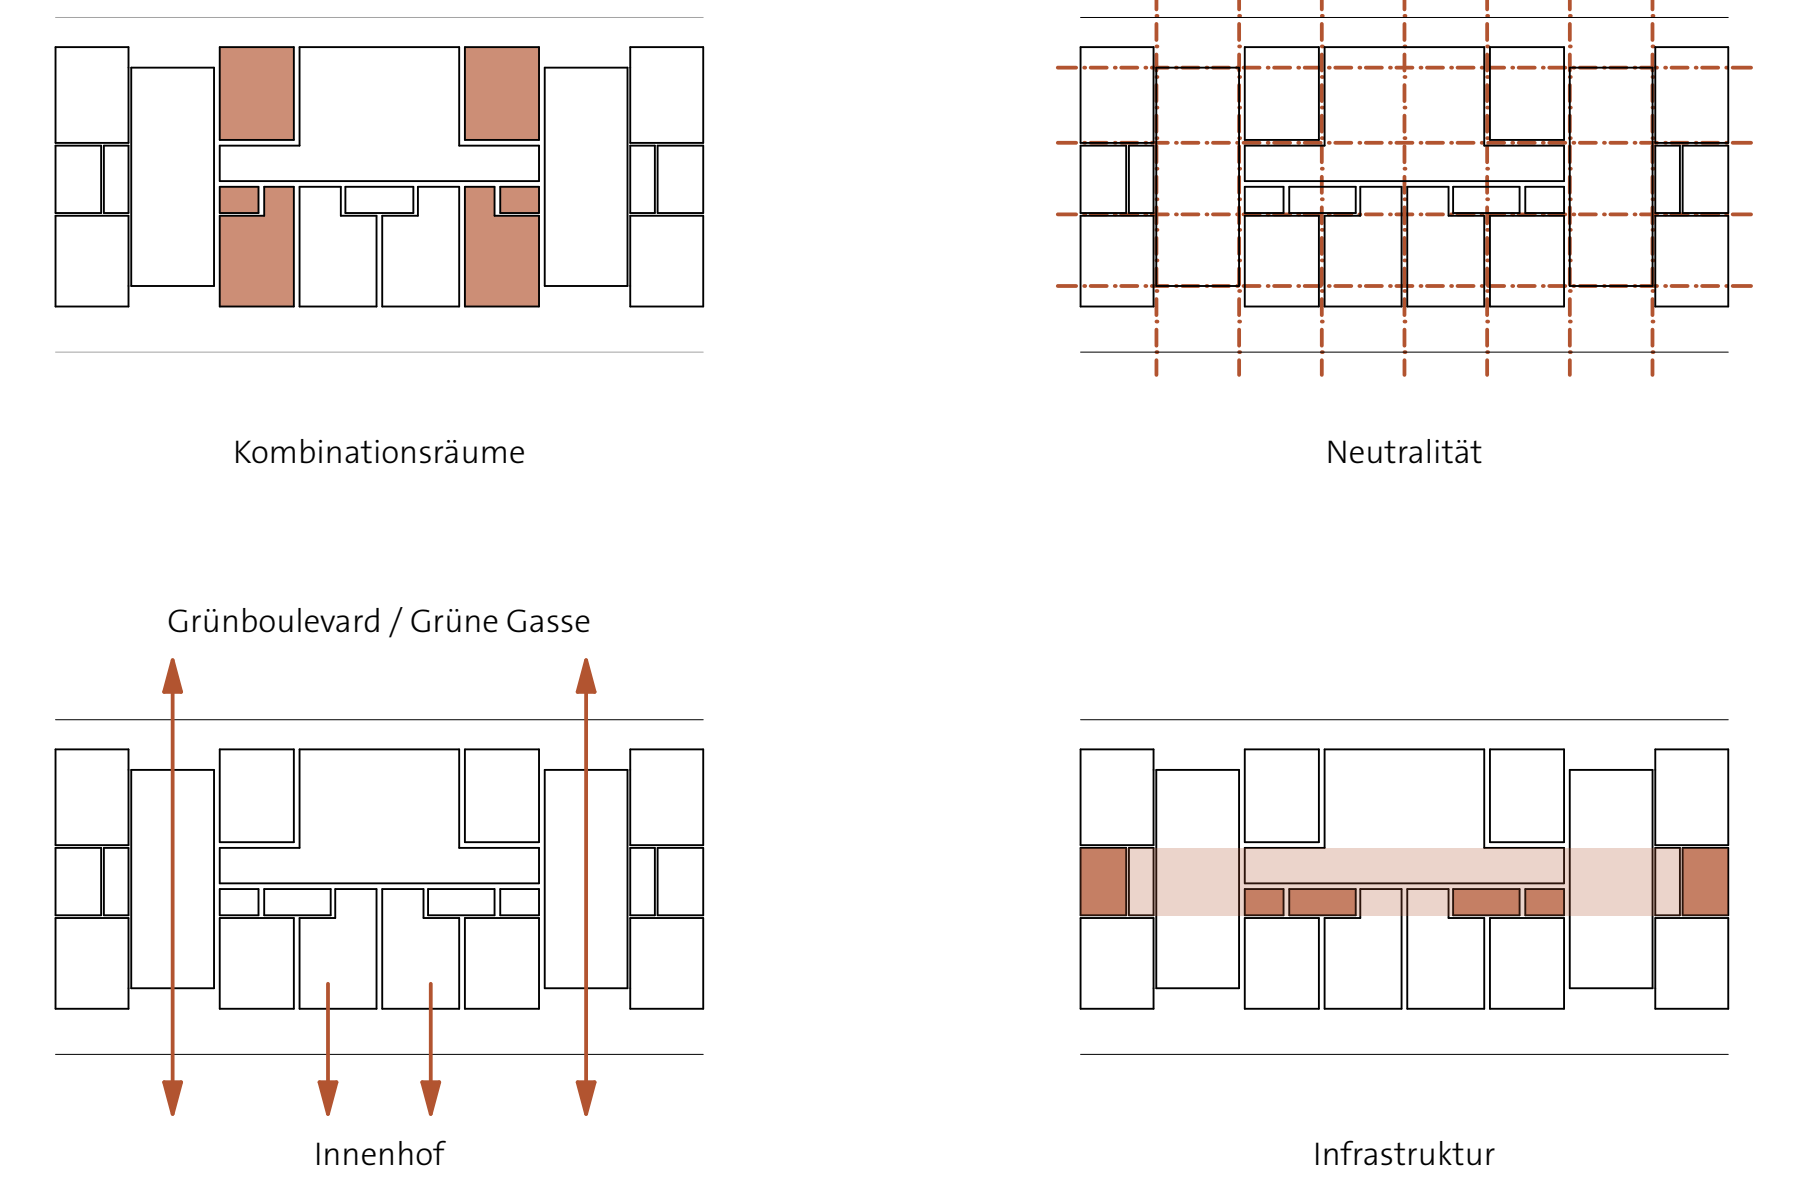 Kombinationsräume
Neutralität
Grünboulevard / Grüne Gasse
Innenhof
Infrastruktur